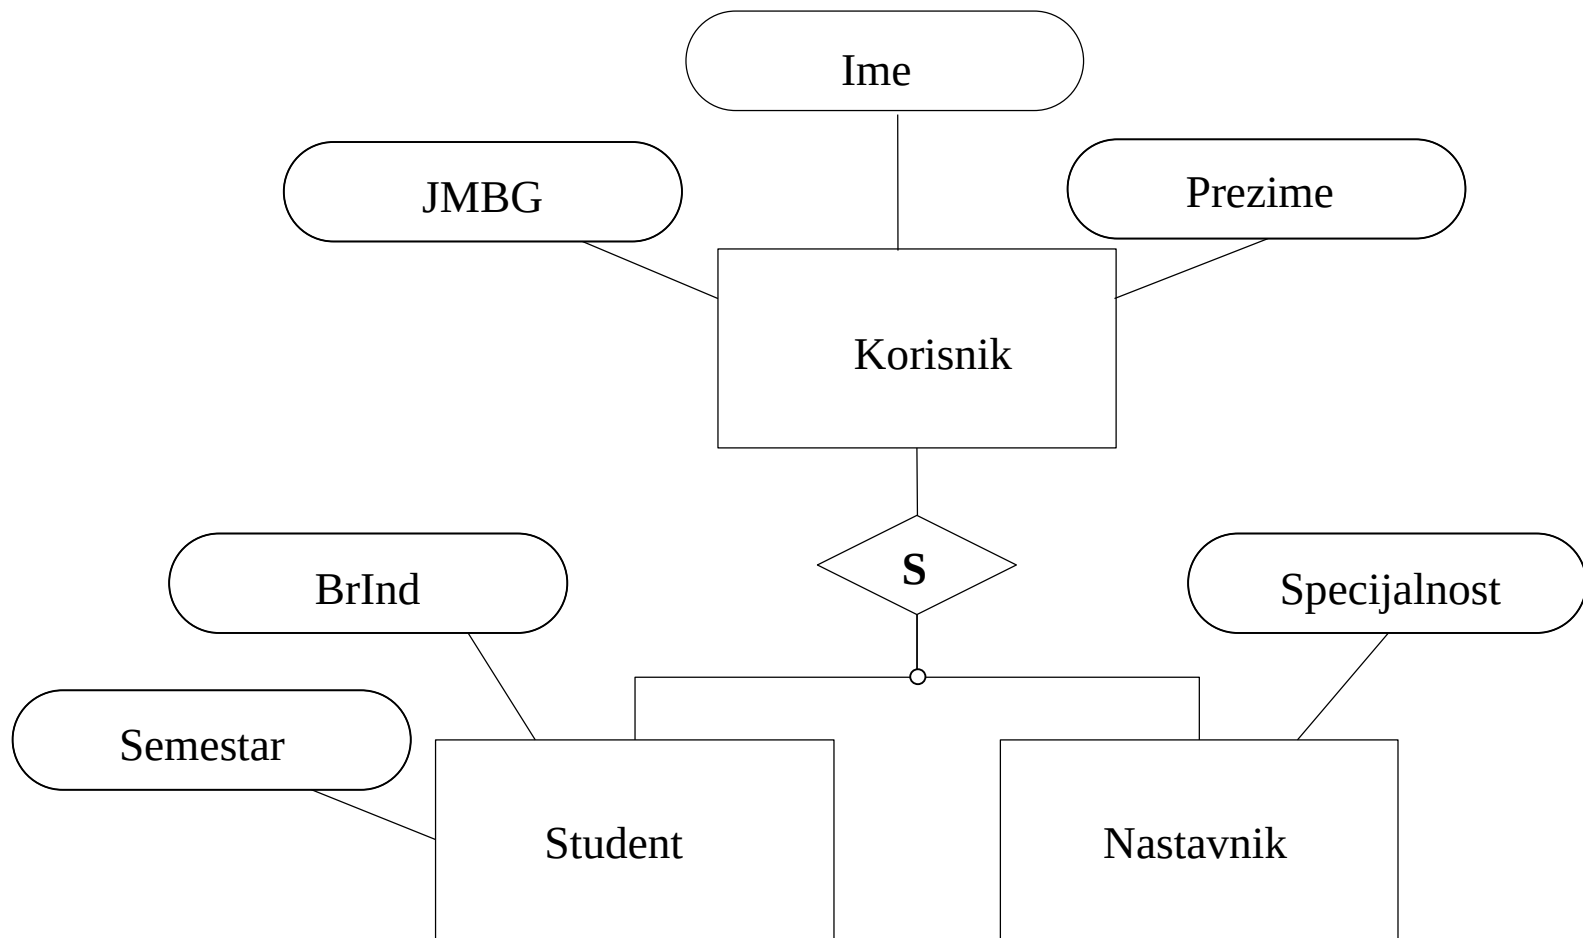 Ime
JMBG
Prezime
Korisnik
S
BrInd
Specijalnost
Semestar
Student
Nastavnik